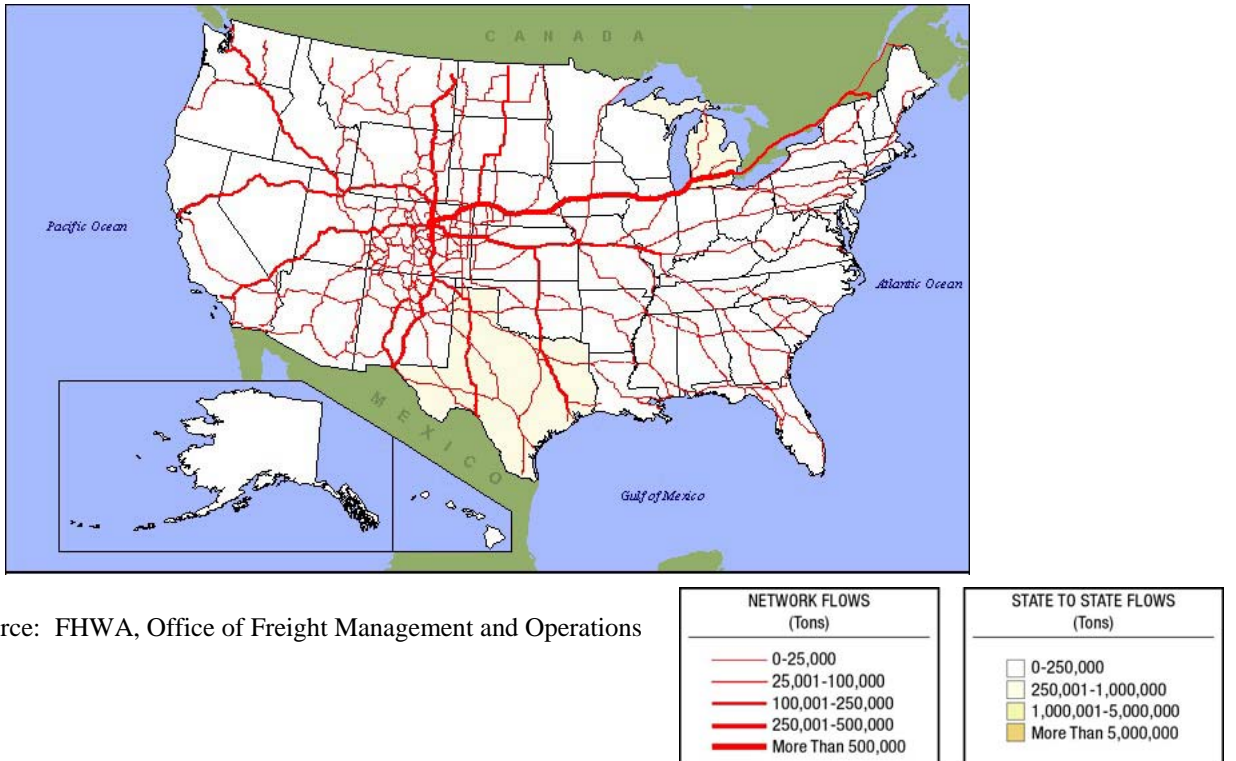 C A N A D A
Pacific Ocean
Atlantic Ocean
M E X I C O
Gulf of Mexico
rce: FHWA, Office of Freight Management and Operations
NETWORK FLOWS
(Tons)
0-25,000
25,001-100,000
100,001-250,000
250,001-500,000
More Than 500,000
STATE TO STATE FLOWS
(Tons)
0-250,000
250,001-1,000,000
1,000,001-5,000,000
More Than 5,000,000